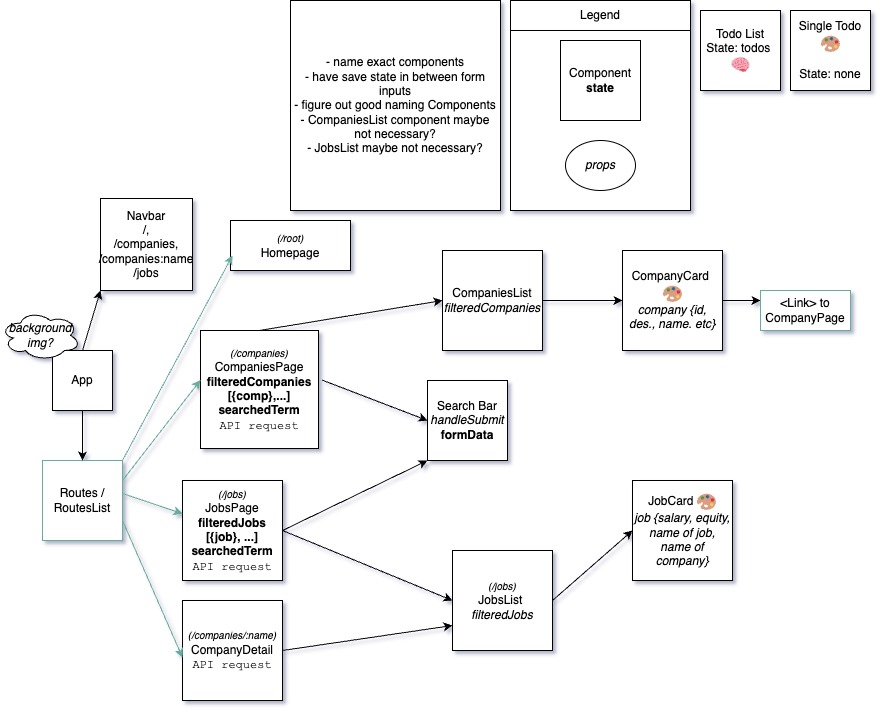 - name exact components
- have save state in between form
inputs
- figure out good naming Components
- CompaniesList component maybe
not necessary?
- JobsList maybe not necessary?
Legend
Component
state
props
Todo List
State: todos
Single Todo
State: none
Navbar
/,
/companies,
/companies:name
/jobs
background
img?
App
Routes /
RoutesList
(/root)
Homepage
(/companies)
CompaniesPage
filteredCompanies
[{comp},...]
searchedTerm
API request
(/jobs)
JobsPage
filteredJobs
[{job}, ...]
searchedTerm
API request
(/companies/:name)
CompanyDetail
API request
CompaniesList
filteredCompanies
CompanyCard
company {id,
des., name. etc}
<Link> to
CompanyPage
Search Bar
handleSubmit
formData
(/jobs)
JobsList
filteredJobs
JobCard
job {salary, equity,
name of job,
name of
company}